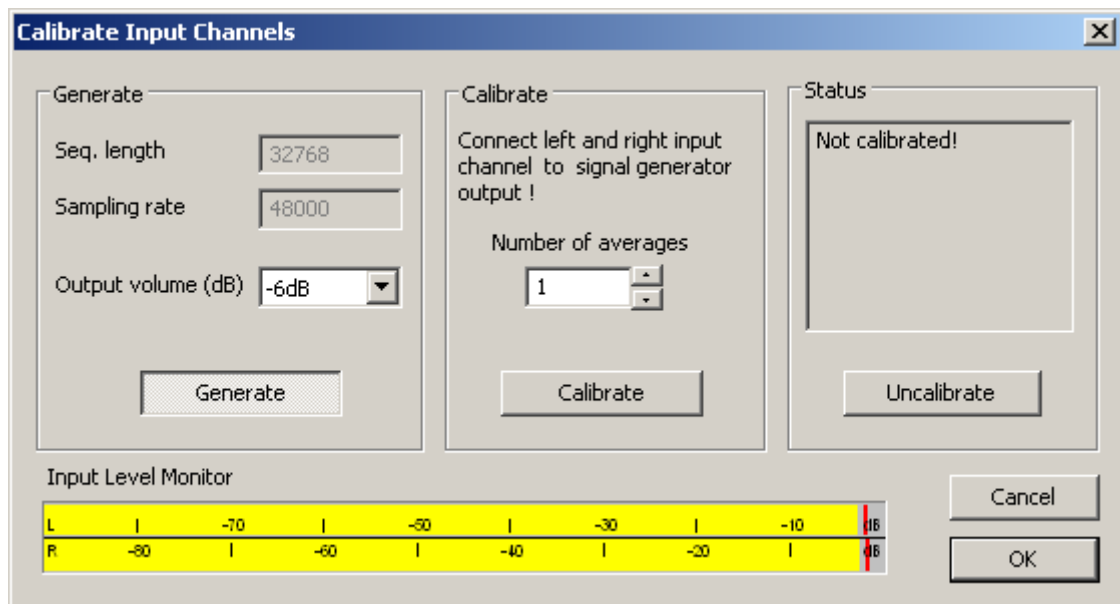 Calibrate Input Channels
Generate
Seq. length
32768
Sampling rate
48000
Output volume (dB)
-6dB
Generate
Calibrate
Connect left and right input
channel to signal generator
output !
Number of averages
1
Calibrate
Status
Not calibrated!
Uncalibrate
Input Level Monitor
L -70 -50 -30 -10 dB
R -80 -60 -40 -20 dB
Cancel
OK